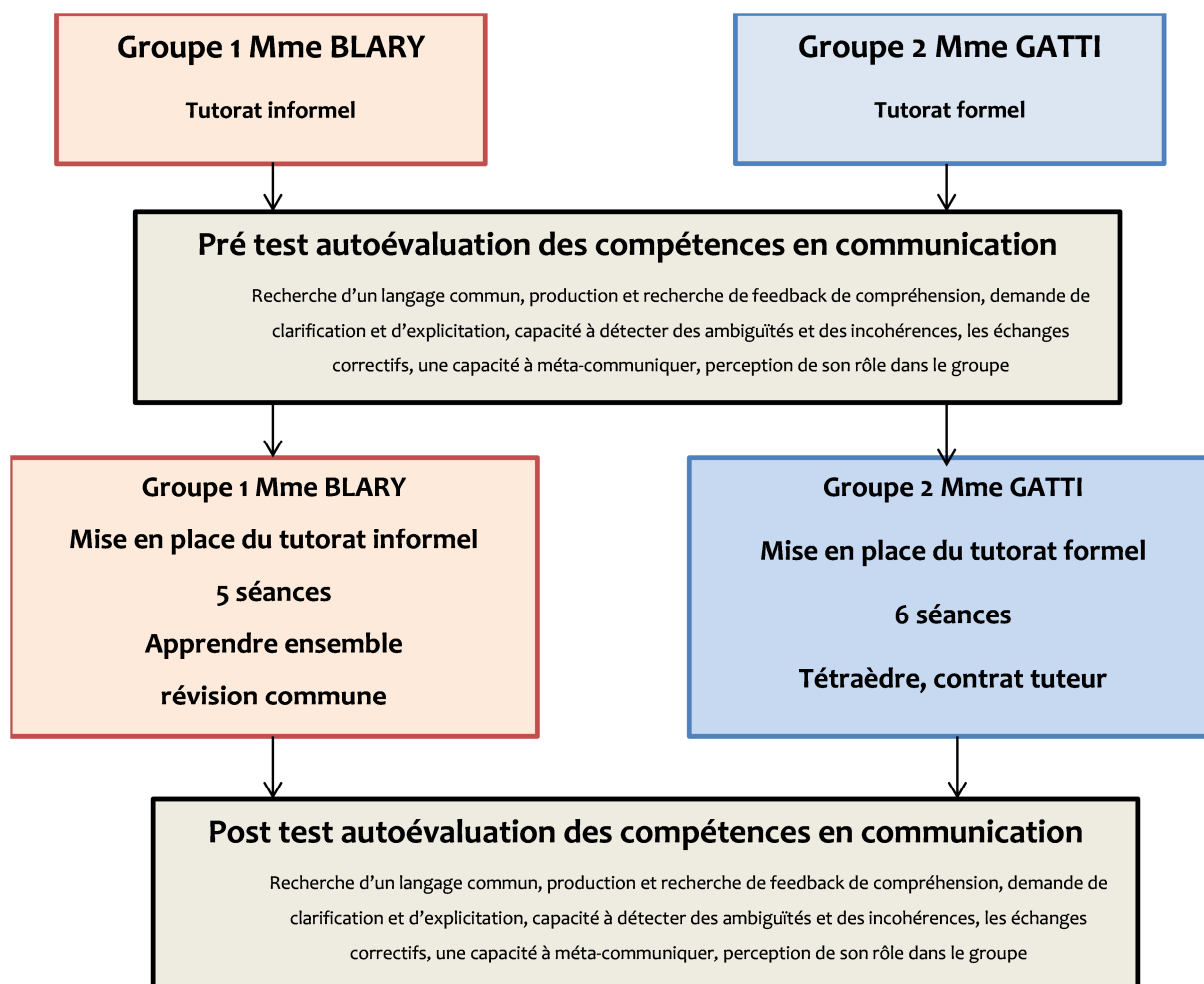 Groupe 1 Mme BLARY
Tutorat informel
Groupe 2 Mme GATTI
Tutorat formel
Pré test autoévaluation des compétences en communication
Recherche d’un langage commun, production et recherche de feedback de compréhension, demande de
clarification et d’explicitation, capacité à détecter des ambiguïtés et des incohérences, les échanges
correctifs, une capacité à méta-communiquer, perception de son rôle dans le groupe
Groupe 1 Mme BLARY
Mise en place du tutorat informel
5 séances
Apprendre ensemble
révision commune
Groupe 2 Mme GATTI
Mise en place du tutorat formel
6 séances
Tétraèdre, contrat tuteur
Post test autoévaluation des compétences en communication
Recherche d’un langage commun, production et recherche de feedback de compréhension, demande de
clarification et d’explicitation, capacité à détecter des ambiguïtés et des incohérences, les échanges
correctifs, une capacité à méta-communiquer, perception de son rôle dans le groupe